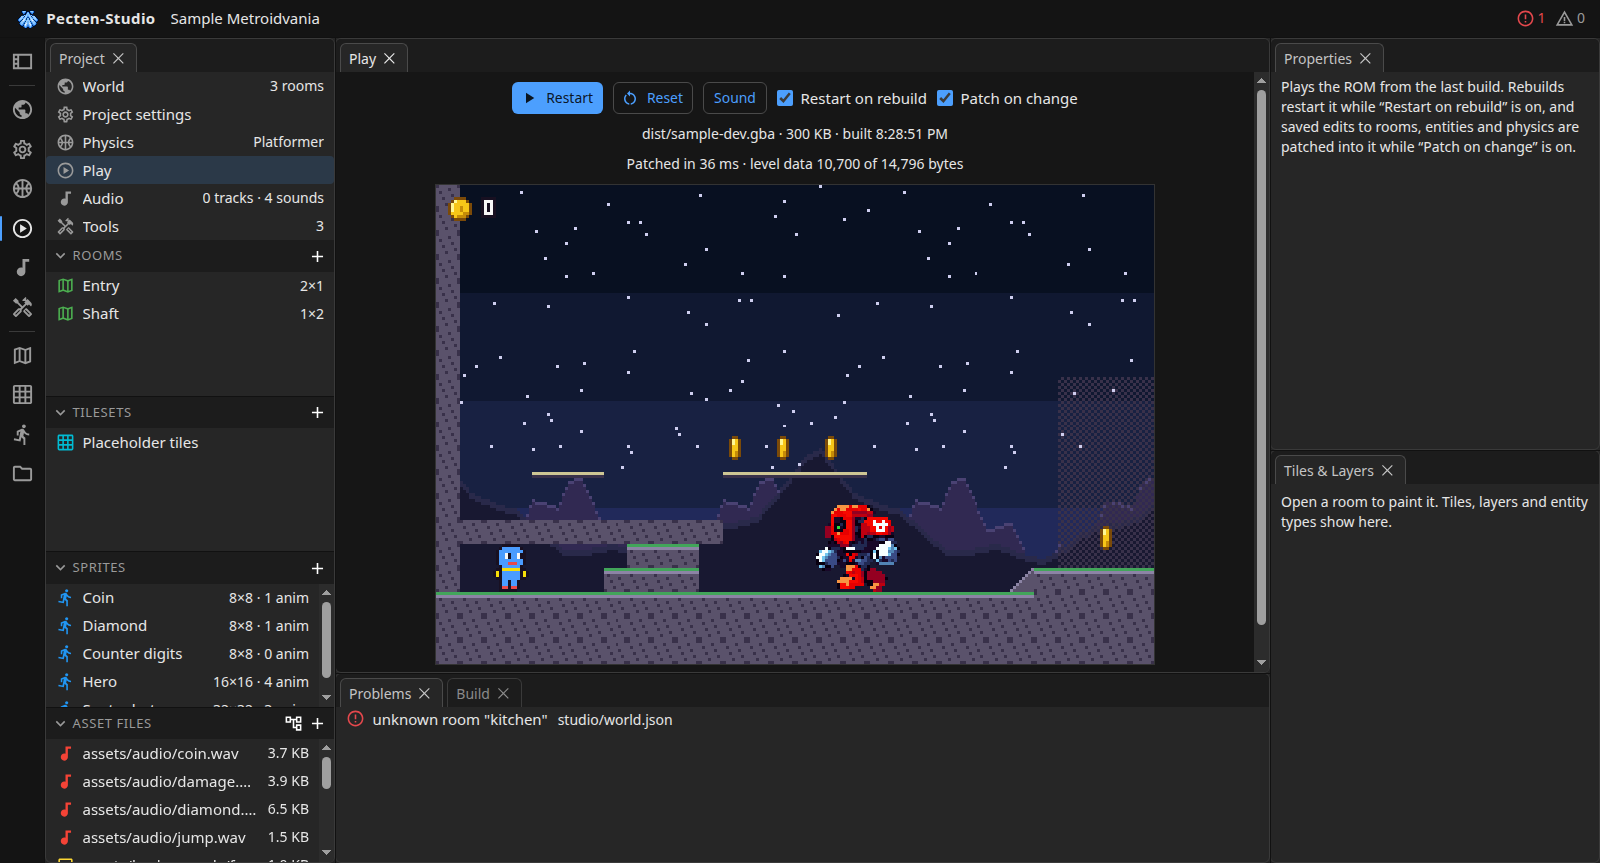 Pecten-Studio Sample Metroidvania
1 0
Project
World 3 rooms
Project settings
Physics Platformer
Play
Audio 0 tracks · 4 sounds
Tools 3
ROOMS
Entry 2×1
Shaft 1×2
TILESETS
Placeholder tiles
SPRITES
Coin 8×8 · 1 anim
Diamond 8×8 · 1 anim
Counter digits 8×8 · 0 anim
Hero 16×16 · 4 anim
ASSET FILES
assets/audio/coin.wav 3.7 KB
assets/audio/damage.... 3.9 KB
assets/audio/diamond.... 6.5 KB
assets/audio/jump.wav 1.5 KB
Play
Restart Reset Sound Restart on rebuild Patch on change
dist/sample-dev.gba · 300 KB · built 8:28:51 PM
Patched in 36 ms · level data 10,700 of 14,796 bytes
0
Problems Build
unknown room "kitchen" studio/world.json
Properties
Plays the ROM from the last build. Rebuilds
restart it while “Restart on rebuild” is on, and
saved edits to rooms, entities and physics are
patched into it while “Patch on change” is on.
Tiles & Layers
Open a room to paint it. Tiles, layers and entity
types show here.